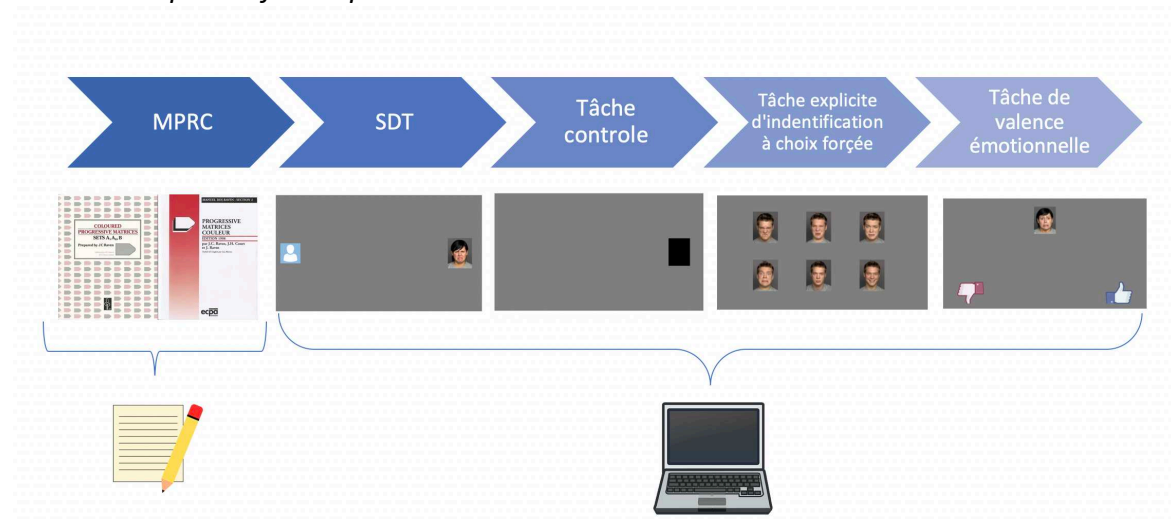 MPRC
SDT
Tâche
controle
Tâche explicite
d'indentification
à choix forçée
Tâche de
valence
émotionnelle
COLOURED
PROGRESSIVE MATRICES
SETS A, Aв, B
Prepared by J.C. Raven
PROGRESSIVE
MATRICES
COULEUR
ecpa